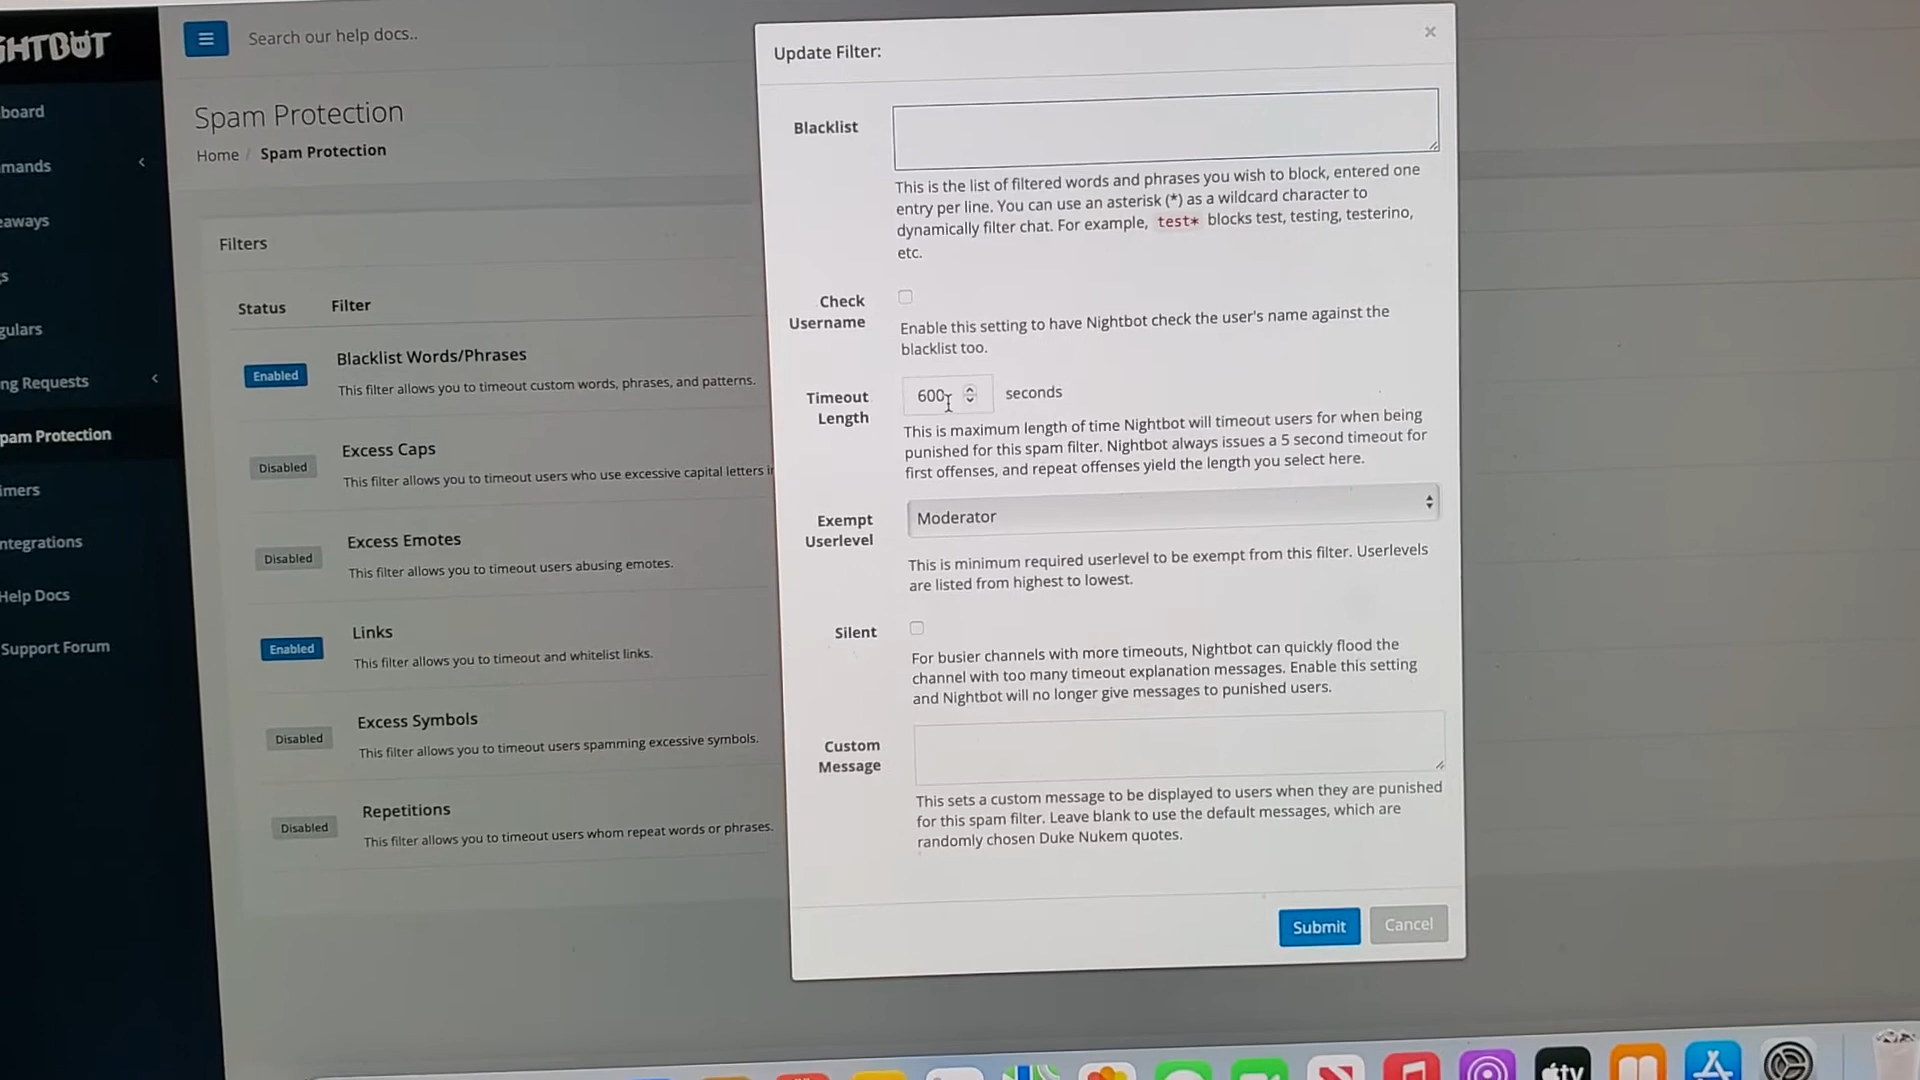 GHTBOT
board
mands
eaways
s
gulars
ng Requests
pam Protection
imers
ntegrations
Help Docs
Support Forum
Search our help docs..
Spam Protection
Home / Spam Protection
Filters
Status Filter
Enabled
Blacklist Words/Phrases
This filter allows you to timeout custom words, phrases, and patterns.
Disabled
Excess Caps
This filter allows you to timeout users who use excessive capital letters i
Disabled
Excess Emotes
This filter allows you to timeout users abusing emotes.
Enabled
Links
This filter allows you to timeout and whitelist links.
Disabled
Excess Symbols
This filter allows you to timeout users spamming excessive symbols.
Disabled
Repetitions
This filter allows you to timeout users whom repeat words or phrases.
Update Filter:
×
Blacklist
This is the list of filtered words and phrases you wish to block, entered one
entry per line. You can use an asterisk (*) as a wildcard character to
dynamically filter chat. For example, test* blocks test, testing, testerino,
etc.
Check
Username
Enable this setting to have Nightbot check the user's name against the
blacklist too.
Timeout
Length
600 seconds
This is maximum length of time Nightbot will timeout users for when being
punished for this spam filter. Nightbot always issues a 5 second timeout for
first offenses, and repeat offenses yield the length you select here.
Exempt
Userlevel
Moderator
This is minimum required userlevel to be exempt from this filter. Userlevels
are listed from highest to lowest.
Silent
For busier channels with more timeouts, Nightbot can quickly flood the
channel with too many timeout explanation messages. Enable this setting
and Nightbot will no longer give messages to punished users.
Custom
Message
This sets a custom message to be displayed to users when they are punished
for this spam filter. Leave blank to use the default messages, which are
randomly chosen Duke Nukem quotes.
Submit Cancel
tv